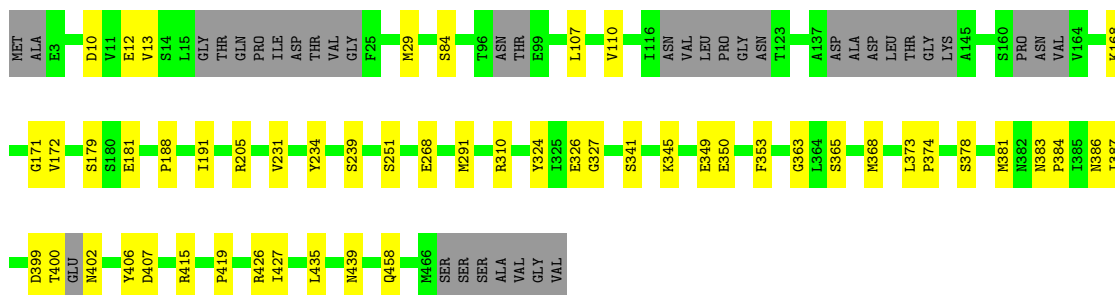 MET ALA E3 D10 V11 E12 V13 S14 L15 GLY THR GLN PRO ILE ASP THR VAL GLY F25 M29 S84 T96 ASN THR E99 L107 V110 I116 ASN VAL LEU PRO GLY ASN T123 A137 ASP ALA ASP LEU THR GLY LYS A145 S160 PRO ASN VAL V164 K168
G171 V172 S179 S180 E181 P188 I191 R205 V231 Y234 S239 S251 E268 M291 R310 Y324 I325 E326 G327 S341 K345 E349 E350 F353 G363 L364 S365 M368 L373 P374 S378 M381 N382 N383 P384 I385 N386
D399 T400 GLU N402 Y406 D407 R415 P419 R426 I427 L435 N439 Q458 M466 SER SER SER ALA VAL GLY VAL